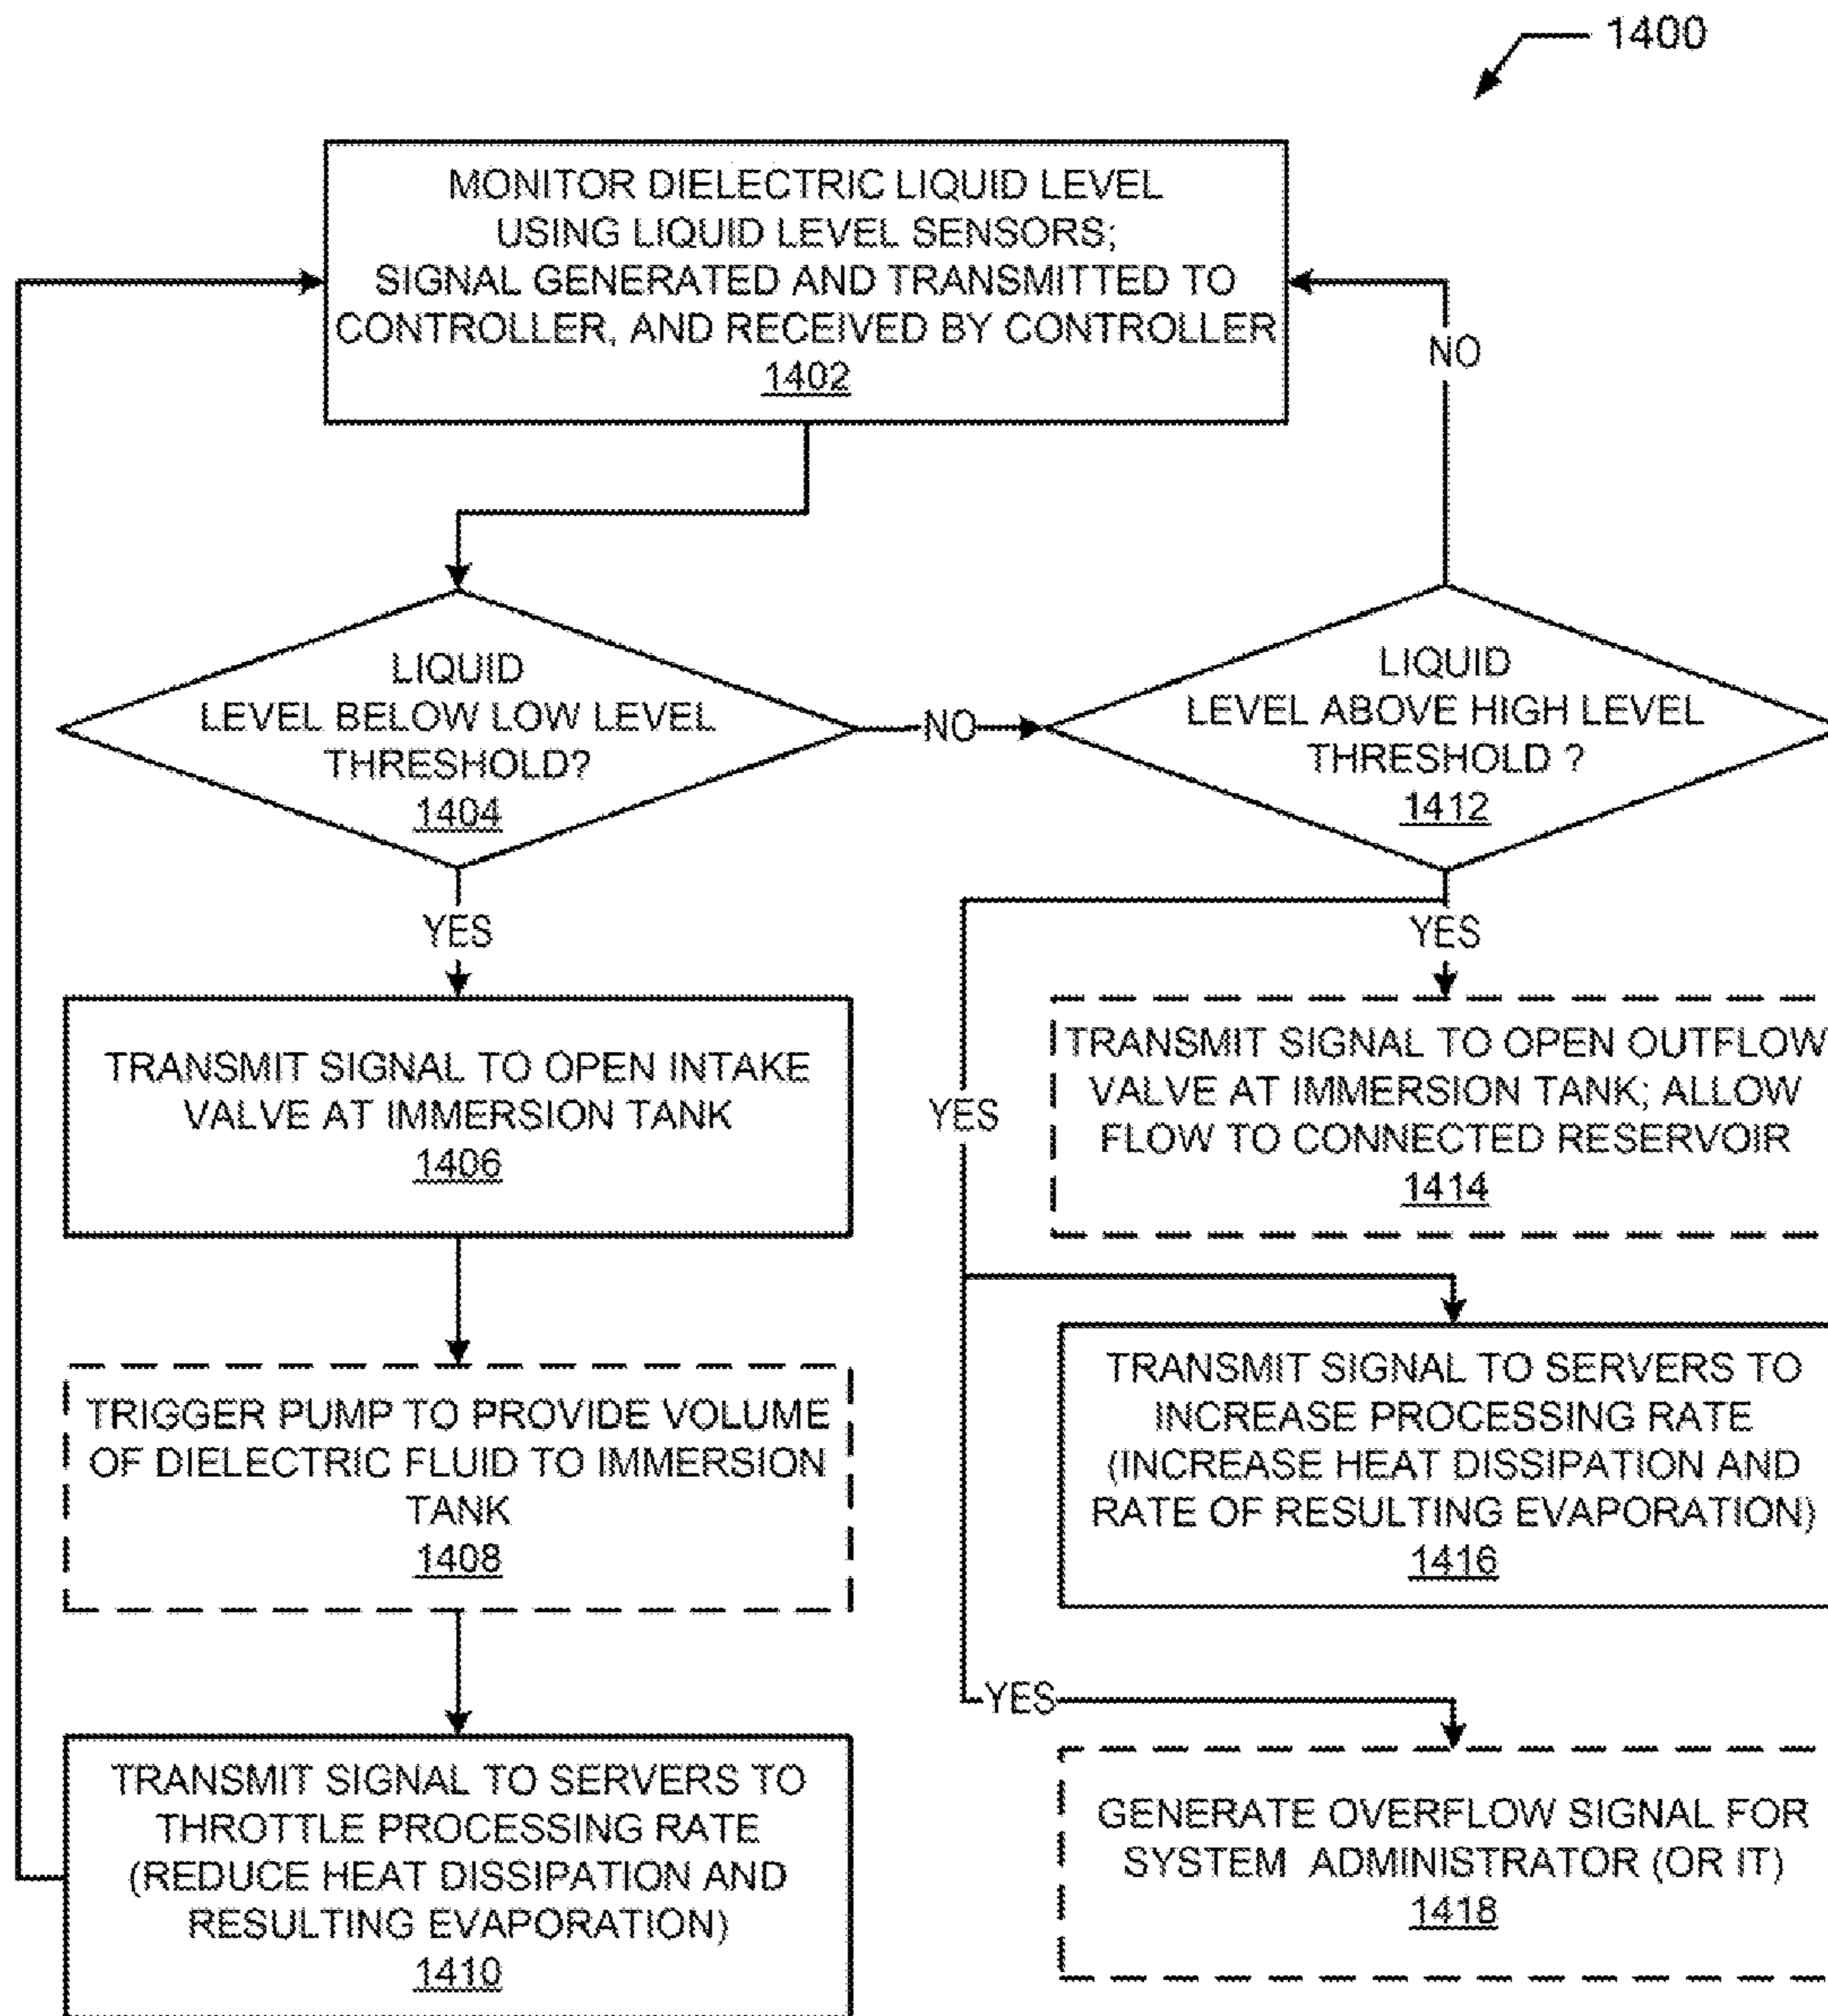 1400
MONITOR DIELECTRIC LIQUID LEVEL
USING LIQUID LEVEL SENSORS;
SIGNAL GENERATED AND TRANSMITTED TO
CONTROLLER, AND RECEIVED BY CONTROLLER
1402
NO
LIQUID
LEVEL BELOW LOW LEVEL
THRESHOLD?
1404
NO
LIQUID
LEVEL ABOVE HIGH LEVEL
THRESHOLD ?
1412
YES
YES
YES
TRANSMIT SIGNAL TO OPEN INTAKE
VALVE AT IMMERSION TANK
1406
TRANSMIT SIGNAL TO OPEN OUTFLOW
VALVE AT IMMERSION TANK; ALLOW
FLOW TO CONNECTED RESERVOIR
1414
TRIGGER PUMP TO PROVIDE VOLUME
OF DIELECTRIC FLUID TO IMMERSION
TANK
1408
TRANSMIT SIGNAL TO SERVERS TO
INCREASE PROCESSING RATE
(INCREASE HEAT DISSIPATION AND
RATE OF RESULTING EVAPORATION)
1416
YES
TRANSMIT SIGNAL TO SERVERS TO
THROTTLE PROCESSING RATE
(REDUCE HEAT DISSIPATION AND
RESULTING EVAPORATION)
1410
GENERATE OVERFLOW SIGNAL FOR
SYSTEM ADMINISTRATOR (OR IT)
1418